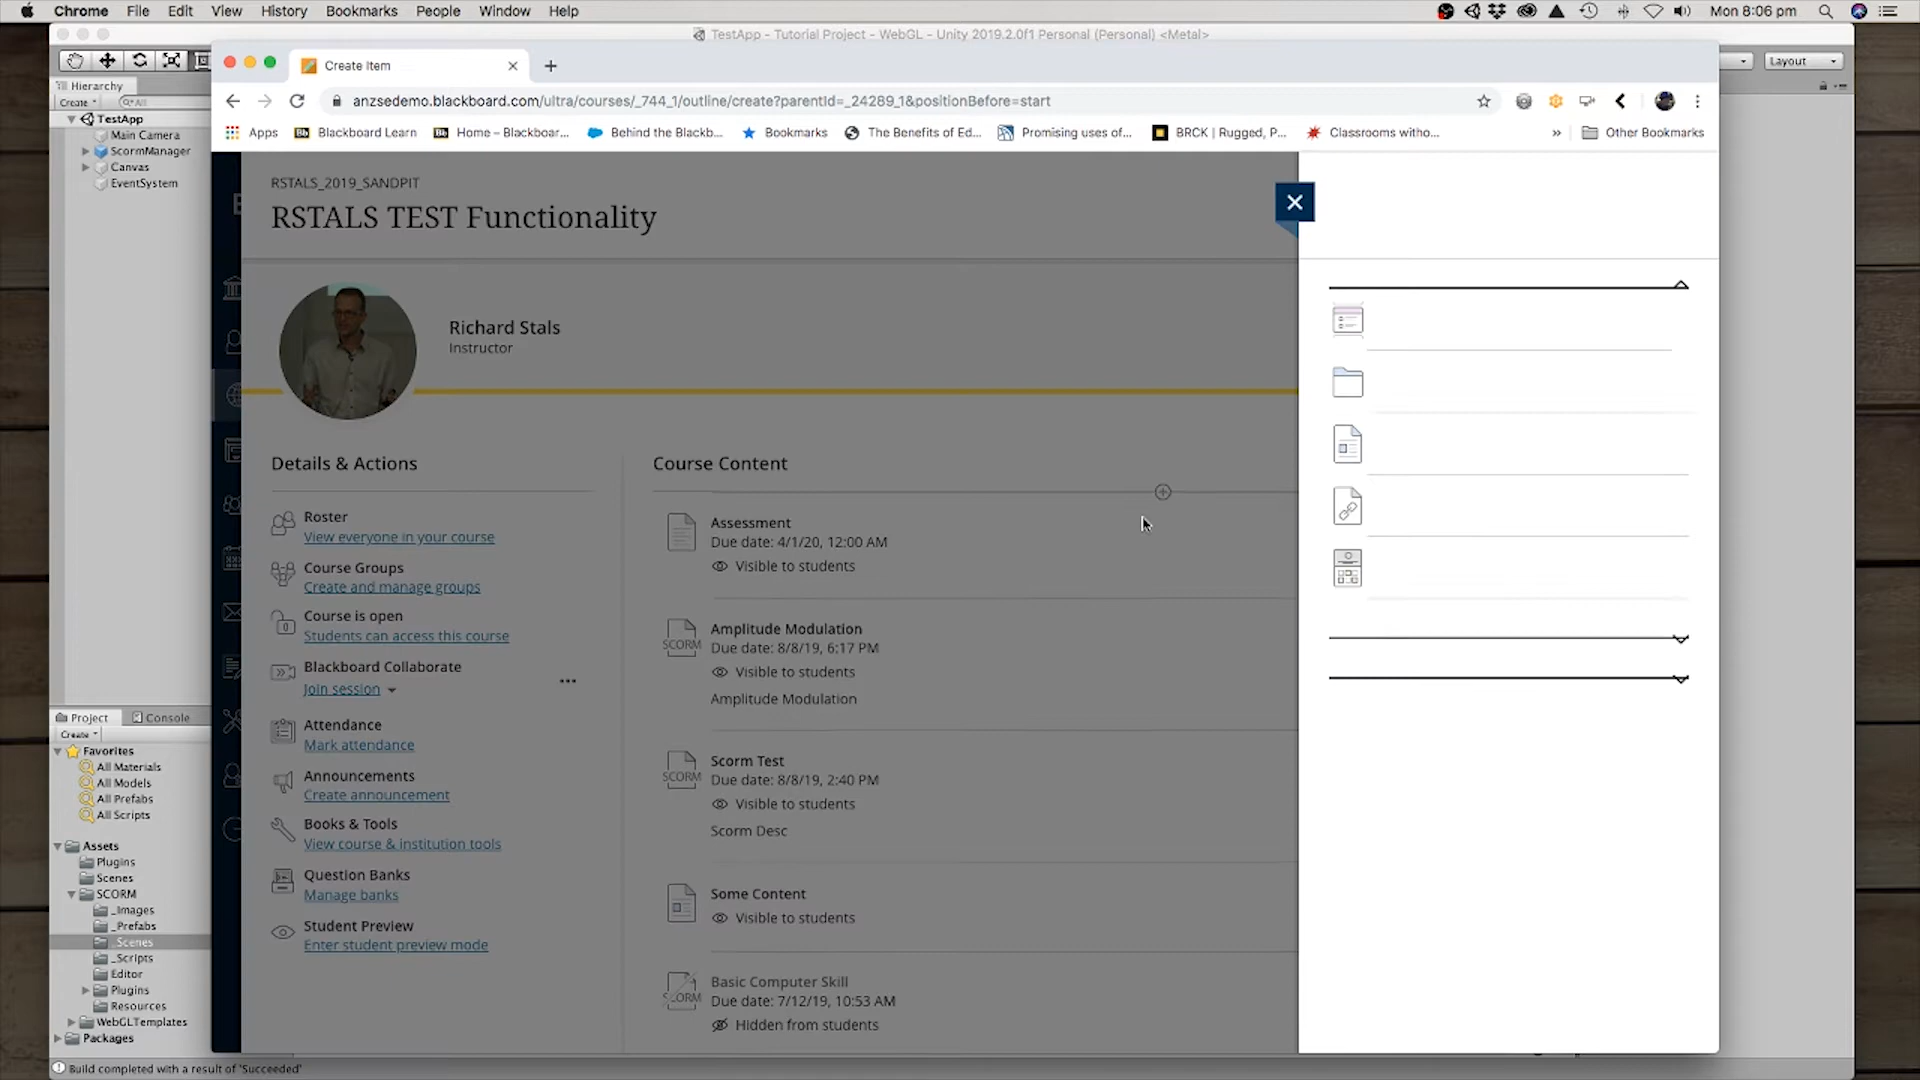 Chrome File Edit View History Bookmarks People Window Help
Mon 8:06 pm
TestApp - Tutorial Project - WebGL - Unity 2019.2.0f1 Personal (Personal) <Metal>
Layout
Create Item
anzsedemo.blackboard.com/ultra/courses/_744_1/outline/create?parentId=_24289_1&positionBefore=start
Apps
Bb Blackboard Learn
Bb Home – Blackboar...
Behind the Blackb...
Bookmarks
The Benefits of Ed...
Promising uses of...
BRCK | Rugged, P...
Classrooms witho...
»
Other Bookmarks
Hierarchy
Create
All
TestApp
Main Camera
ScormManager
Canvas
EventSystem
RSTALS_2019_SANDPIT
RSTALS TEST Functionality
Richard Stals
Instructor
Details & Actions
Roster
View everyone in your course
Course Groups
Create and manage groups
Course is open
Students can access this course
Blackboard Collaborate
Join session
Attendance
Mark attendance
Announcements
Create announcement
Books & Tools
View course & institution tools
Question Banks
Manage banks
Student Preview
Enter student preview mode
Course Content
Assessment
Due date: 4/1/20, 12:00 AM
Visible to students
SCORM
Amplitude Modulation
Due date: 8/8/19, 6:17 PM
Visible to students
Amplitude Modulation
SCORM
Scorm Test
Due date: 8/8/19, 2:40 PM
Visible to students
Scorm Desc
Some Content
Visible to students
SCORM
Basic Computer Skill
Due date: 7/12/19, 10:53 AM
Hidden from students
Project
Console
Create
Favorites
All Materials
All Models
All Prefabs
All Scripts
Assets
Plugins
Scenes
SCORM
_Images
_Prefabs
_Scenes
_Scripts
Editor
Plugins
Resources
WebGLTemplates
Packages
Build completed with a result of 'Succeeded'